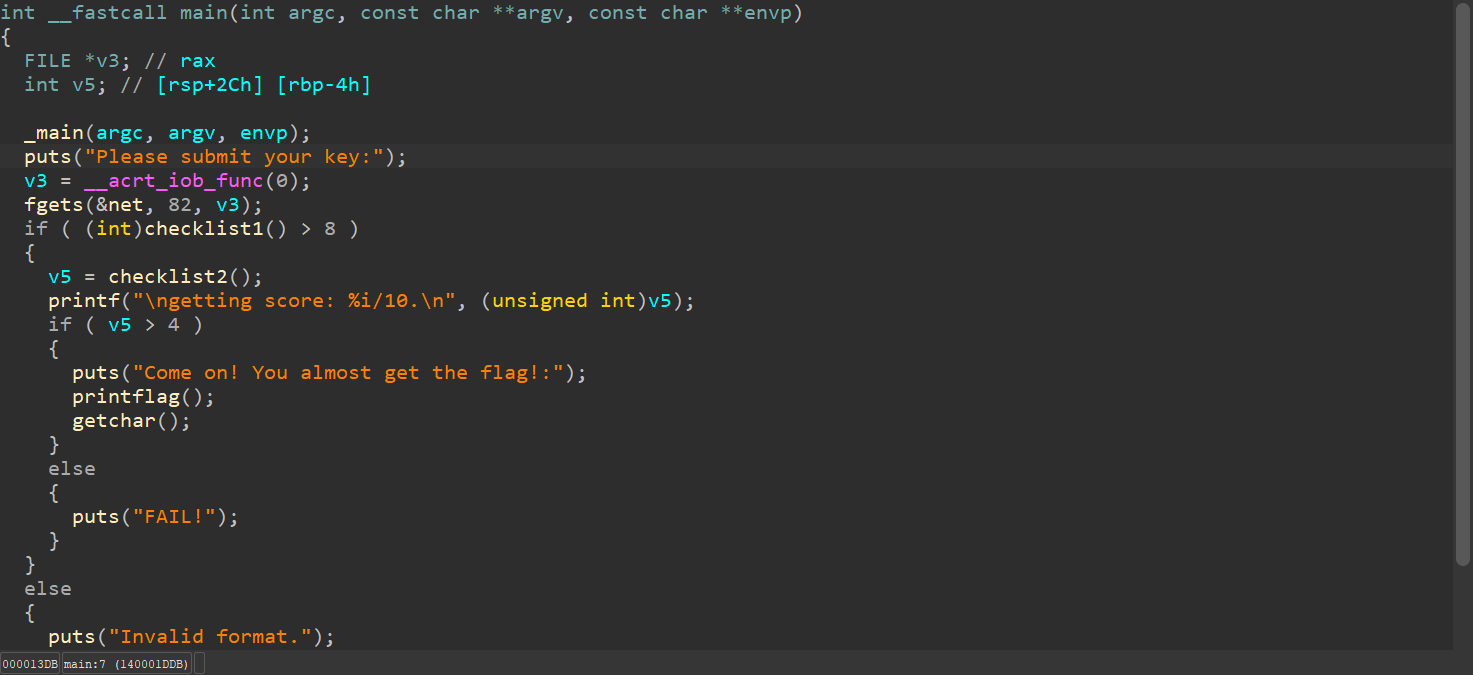 int __fastcall main(int argc, const char **argv, const char **envp)
{
  FILE *v3; // rax
  int v5; // [rsp+2Ch] [rbp-4h]

  _main(argc, argv, envp);
  puts("Please submit your key:");
  v3 = __acrt_iob_func(0);
  fgets(&net, 82, v3);
  if ( (int)checklist1() > 8 )
  {
    v5 = checklist2();
    printf("\ngetting score: %i/10.\n", (unsigned int)v5);
    if ( v5 > 4 )
    {
      puts("Come on! You almost get the flag!:");
      printflag();
      getchar();
    }
    else
    {
      puts("FAIL!");
    }
  }
  else
  {
    puts("Invalid format.");
000013DB main:7 (140001DDB)